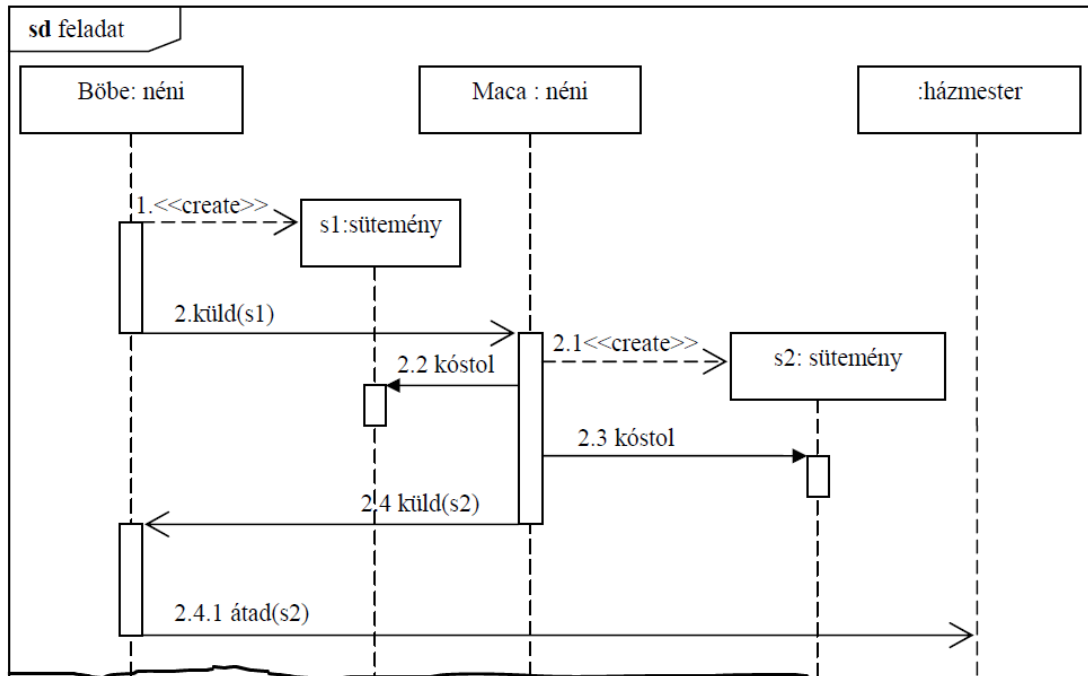 sd feladat
Böbe: néni
Maca : néni
:házmester
1.<<create>>
s1:sütemény
2.küld(s1)
2.1<<create>>
s2: sütemény
2.2 kóstol
2.3 kóstol
2.4 küld(s2)
2.4.1 átad(s2)